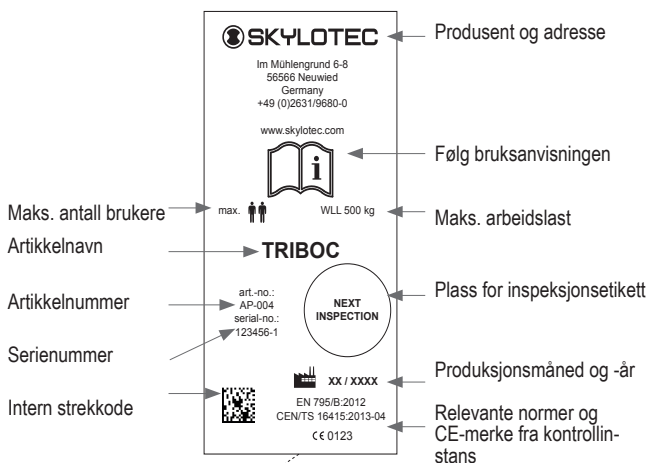 SKYLOTEC
Produsent og adresse
Im Mühlengrund 6-8
56566 Neuwied
Germany
+49 (0)2631/9680-0
www.skylotec.com
i
Følg bruksanvisningen
Maks. antall brukere
max.
WLL 500 kg
Maks. arbeidslast
Artikkelnavn
TRIBOC
Artikkelnummer
art.-no.:
AP-004
serial-no.:
123456-1
NEXT
INSPECTION
Plass for inspeksjonsetikett
Serienummer
XX / XXXX
Produksjonsmåned og -år
Intern strekkode
EN 795/B:2012
CEN/TS 16415:2013-04
CE 0123
Relevante normer og
CE-merke fra kontrollin-
stans